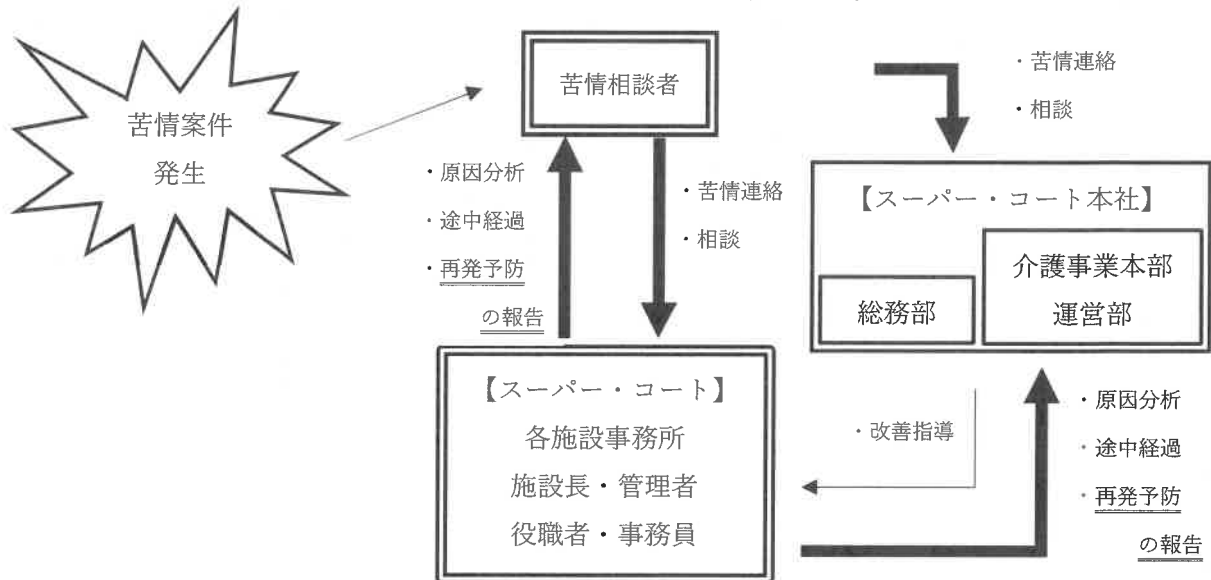 苦情案件
発生
苦情相談者
・原因分析
・途中経過
・再発予防
の報告
・苦情連絡
・相談
・苦情連絡
・相談
【スーパー・コート本社】
総務部
介護事業本部
運営部
【スーパー・コート】
各施設事務所
施設長・管理者
役職者・事務員
・改善指導
・原因分析
・途中経過
・再発予防
の報告